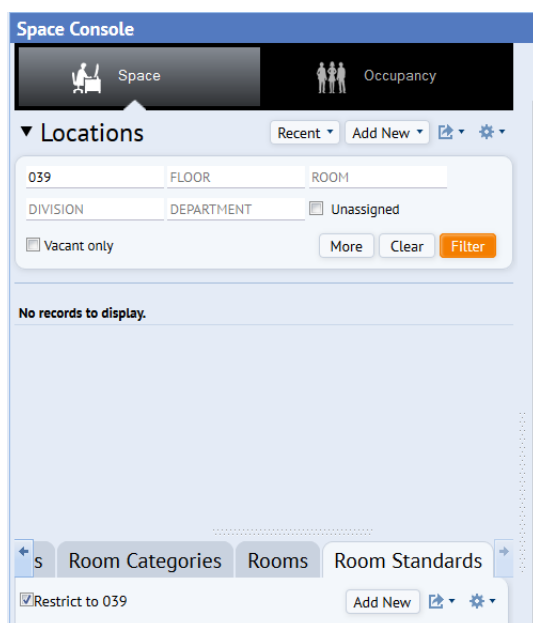 Space Console
Space Occupancy
Locations Recent Add New
039 FLOOR ROOM
DIVISION DEPARTMENT Unassigned
Vacant only More Clear Filter
No records to display.
s Room Categories Rooms Room Standards
Restrict to 039 Add New